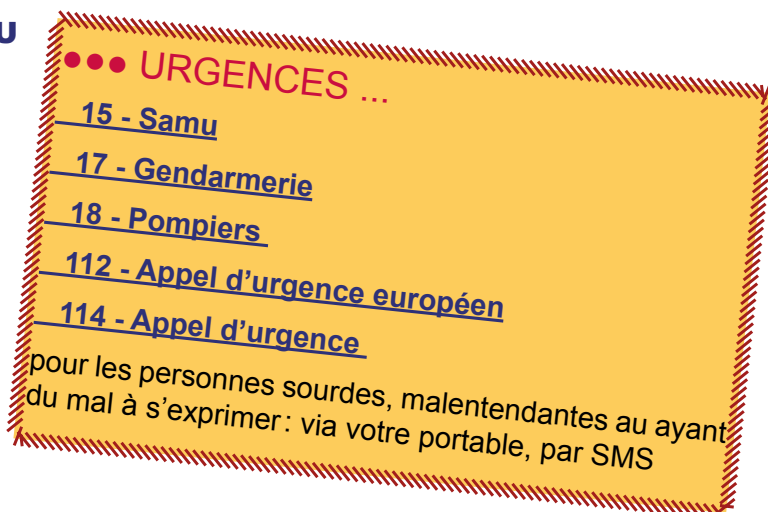 U
●●● URGENCES ...
15 - Samu
17 - Gendarmerie
18 - Pompiers
112 - Appel d’urgence européen
114 - Appel d’urgence
pour les personnes sourdes, malentendantes au ayant
du mal à s’exprimer : via votre portable, par SMS